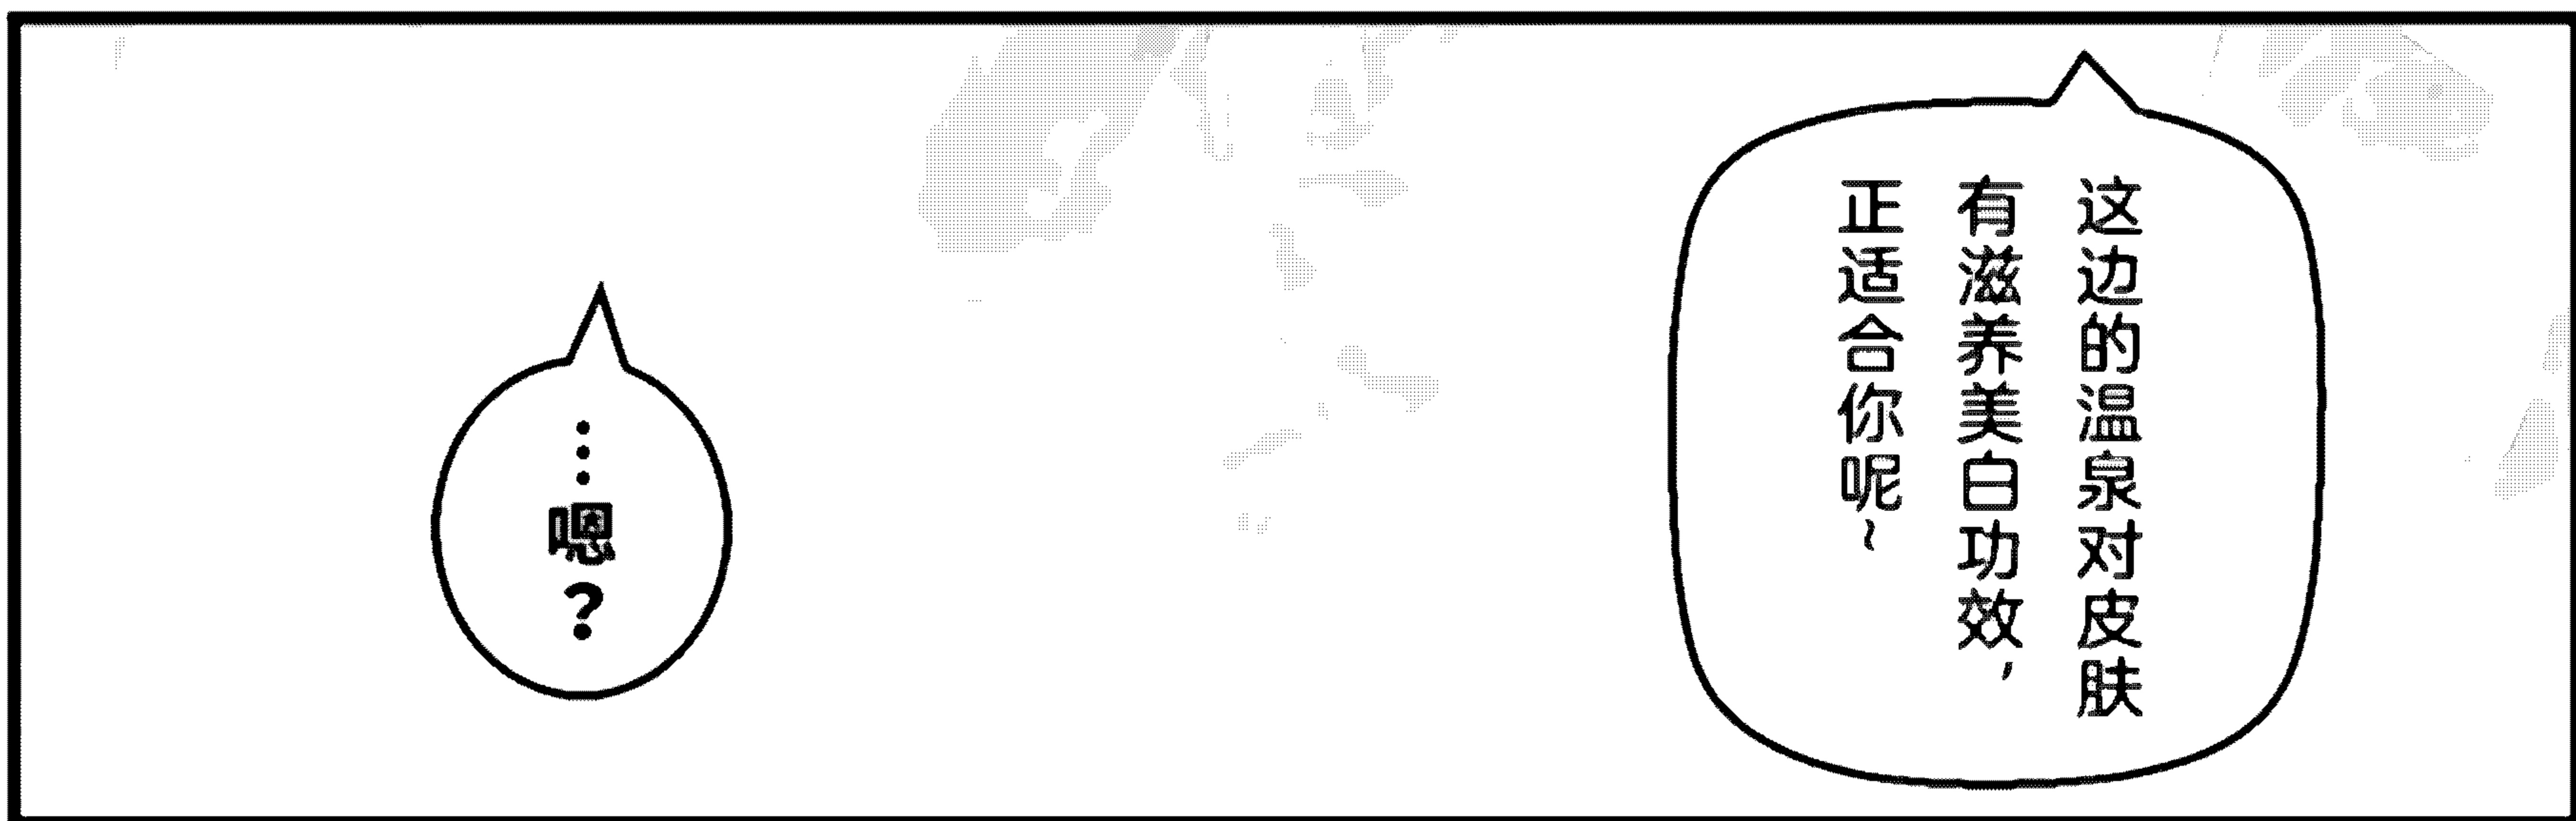 这边的温泉对皮肤
有滋养美白功效，
正适合你呢~
…嗯？